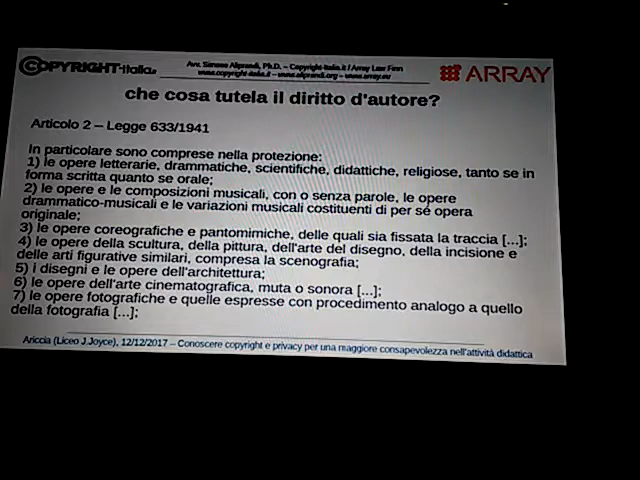 COPYRIGHT-Italia.it
Avv. Simone Aliprandi, Ph.D. – Copyright-Italia.it / Array Law Firm
www.copyright-italia.it – www.aliprandi.org – www.array.eu
ARRAY
che cosa tutela il diritto d'autore?
Articolo 2 – Legge 633/1941
In particolare sono comprese nella protezione:
1) le opere letterarie, drammatiche, scientifiche, didattiche, religiose, tanto se in
forma scritta quanto se orale;
2) le opere e le composizioni musicali, con o senza parole, le opere
drammatico-musicali e le variazioni musicali costituenti di per sé opera
originale;
3) le opere coreografiche e pantomimiche, delle quali sia fissata la traccia [...];
4) le opere della scultura, della pittura, dell'arte del disegno, della incisione e
delle arti figurative similari, compresa la scenografia;
5) i disegni e le opere dell'architettura;
6) le opere dell'arte cinematografica, muta o sonora [...];
7) le opere fotografiche e quelle espresse con procedimento analogo a quello
della fotografia [...];
Ariccia (Liceo J.Joyce), 12/12/2017 – Conoscere copyright e privacy per una maggiore consapevolezza nell'attività didattica